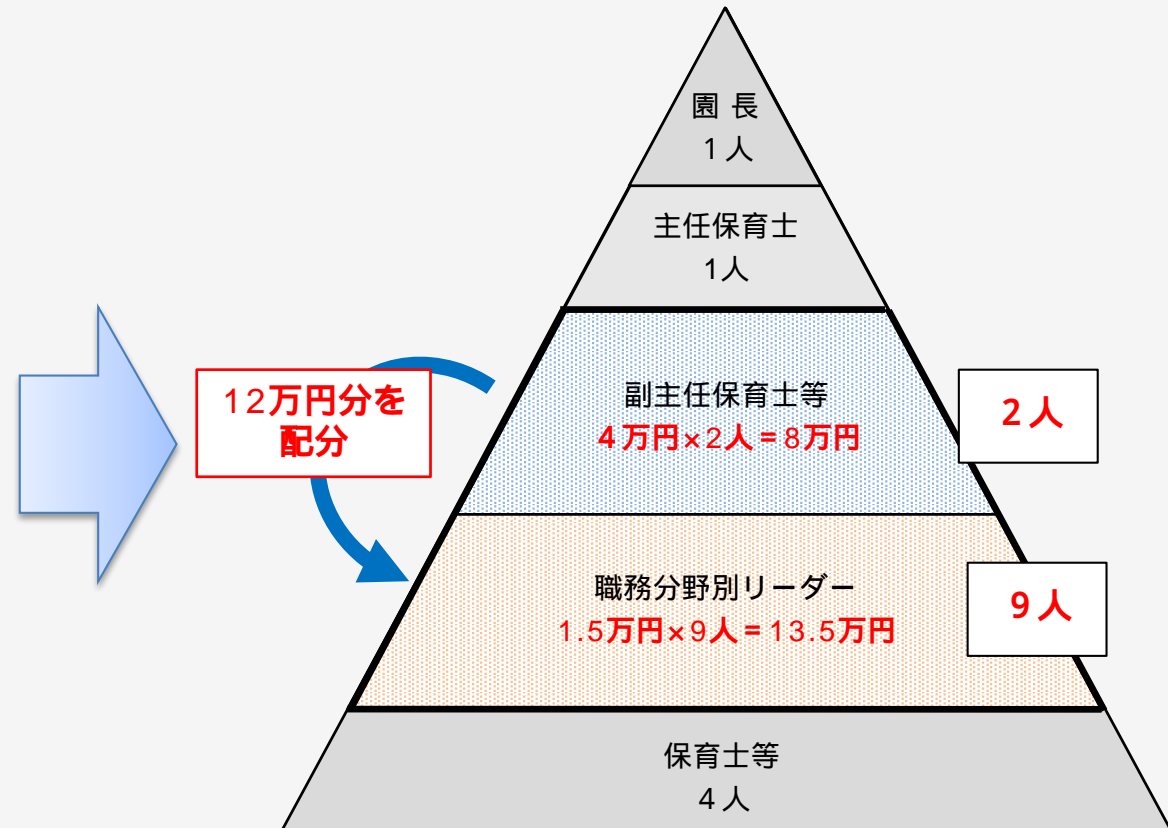 園 長
1人
主任保育士
1人
12万円分を
配分
副主任保育士等
4万円×2人=8万円
2人
職務分野別リーダー
1.5万円×9人=13.5万円
9人
保育士等
4人